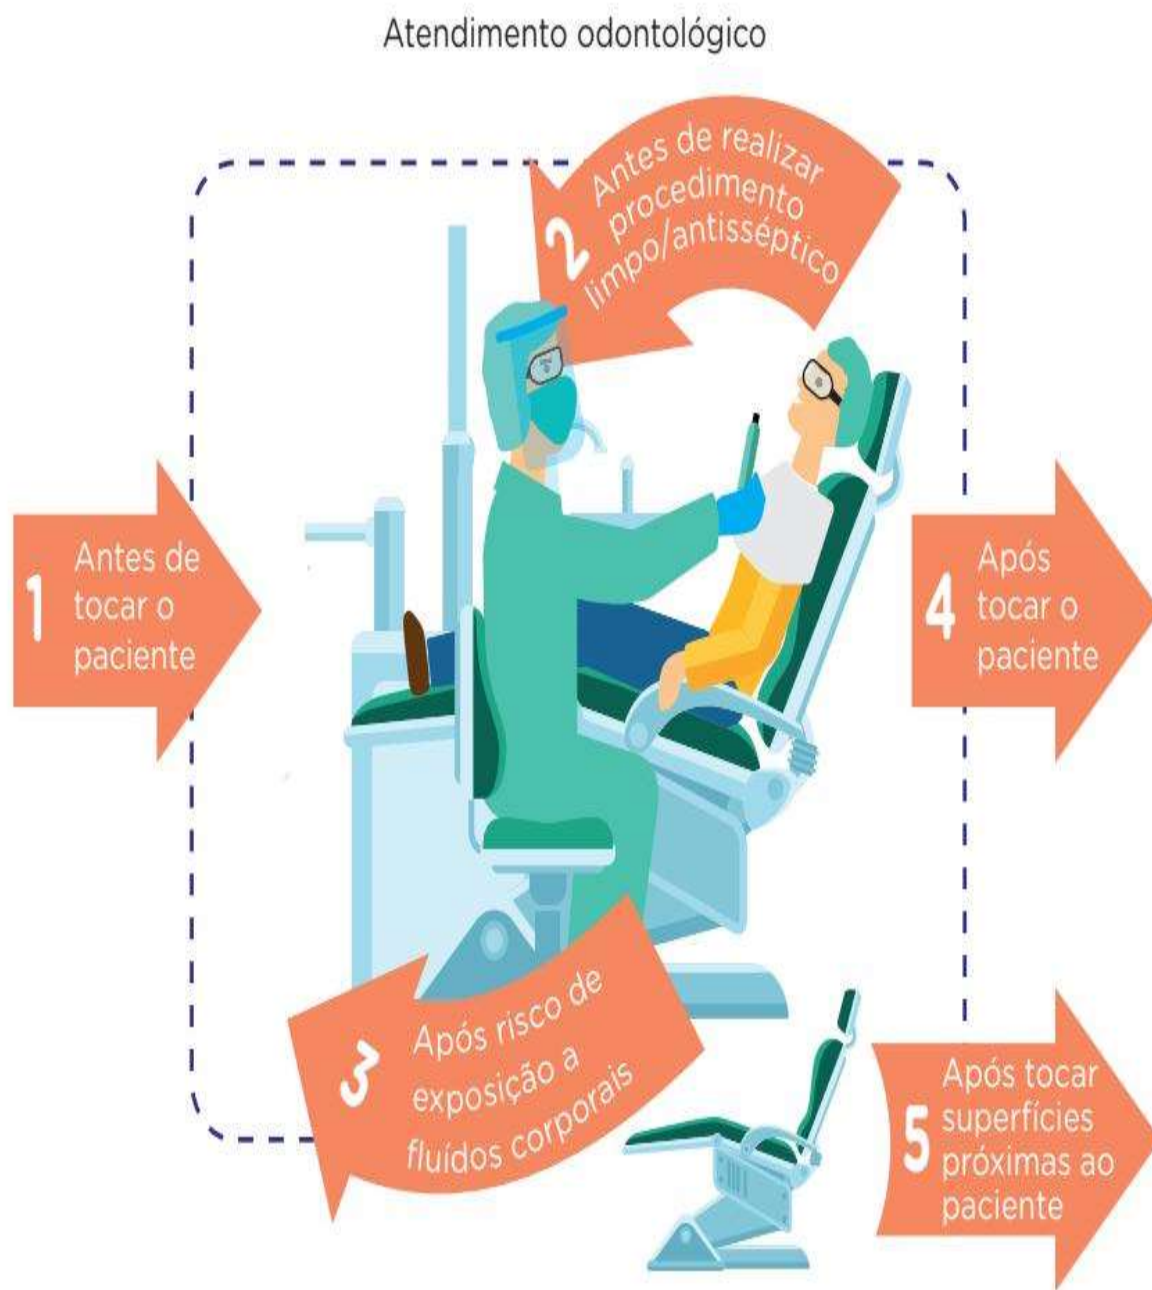 Atendimento odontológico
2
Antes de realizar
procedimento
limpo/antisséptico
1
Antes de
tocar o
paciente
4
Após
tocar o
paciente
3
Após risco de
exposição a
fluídos corporais
5
Após tocar
superfícies
próximas ao
paciente